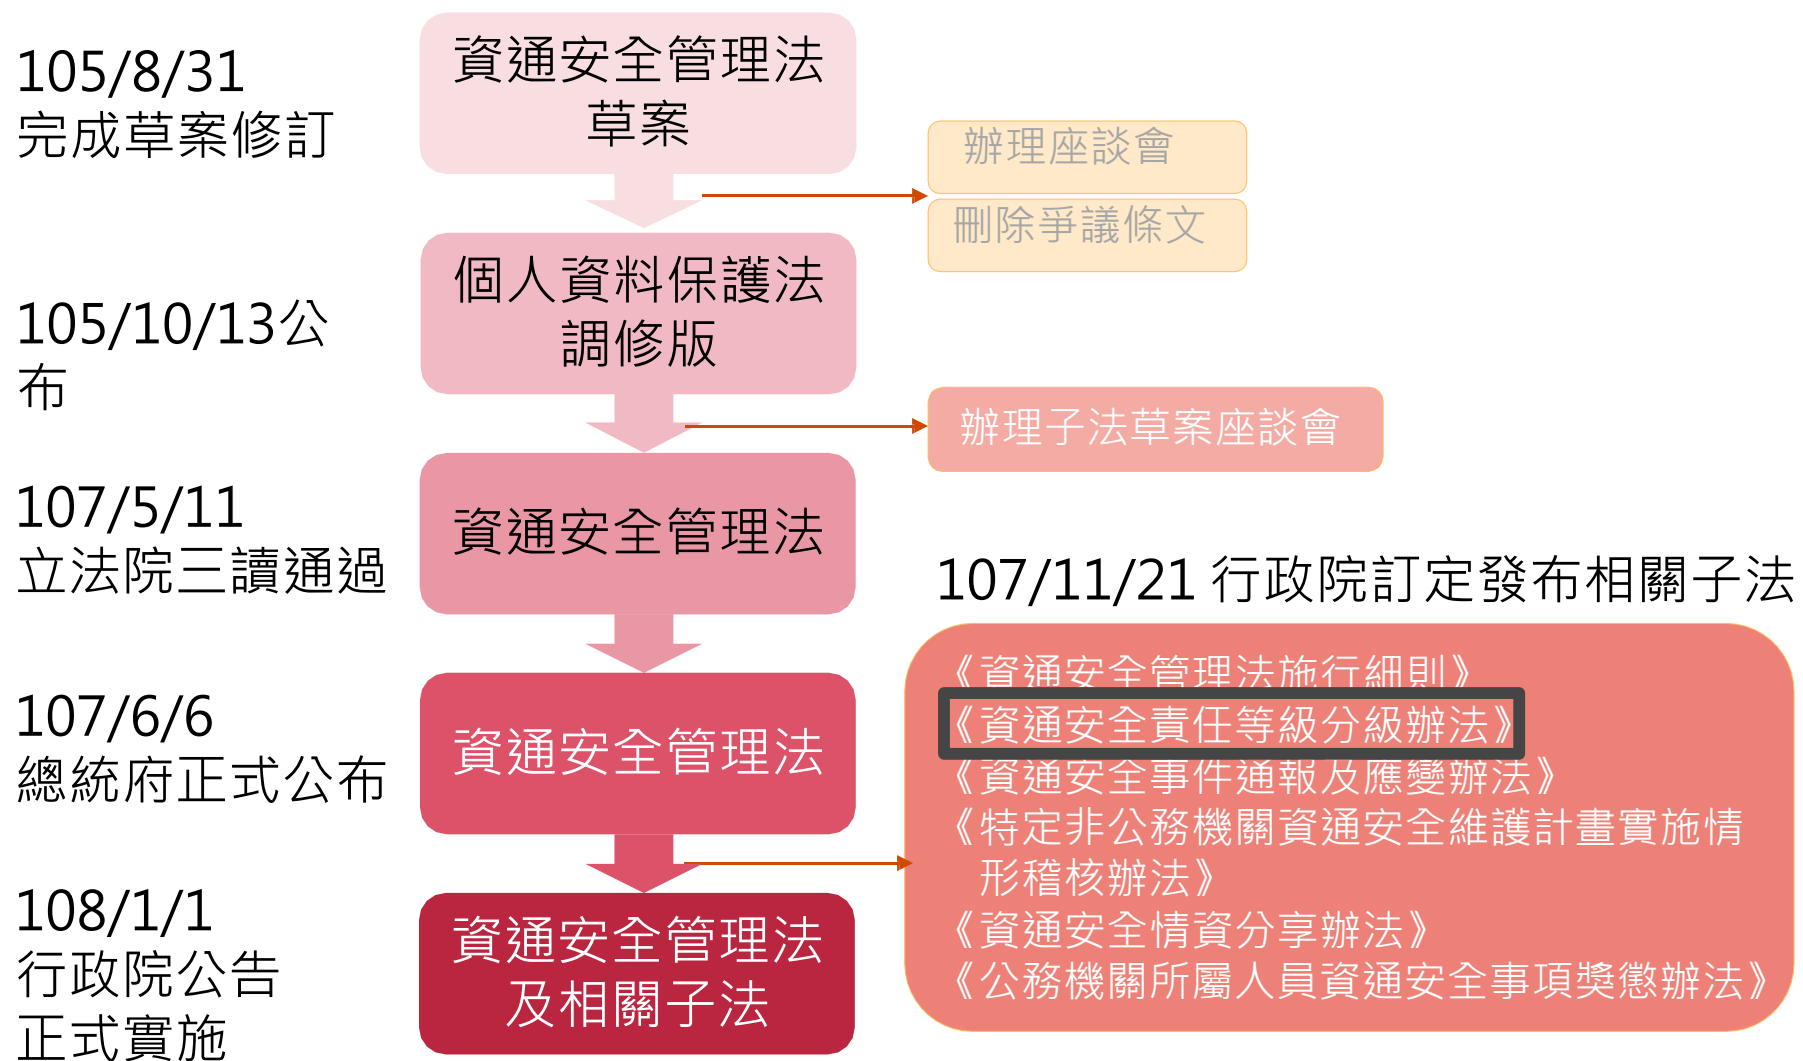 105/8/31
完成草案修訂
資通安全管理法
草案
辦理座談會
刪除爭議條文
105/10/13公
布
個人資料保護法
調修版
辦理子法草案座談會
107/5/11
立法院三讀通過
資通安全管理法
107/6/6
總統府正式公布
資通安全管理法
107/11/21 行政院訂定發布相關子法
《資通安全管理法施行細則》
《資通安全責任等級分級辦法》
《資通安全事件通報及應變辦法》
《特定非公務機關資通安全維護計畫實施情
形稽核辦法》
《資通安全情資分享辦法》
《公務機關所屬人員資通安全事項獎懲辦法》
108/1/1
行政院公告
正式實施
資通安全管理法
及相關子法